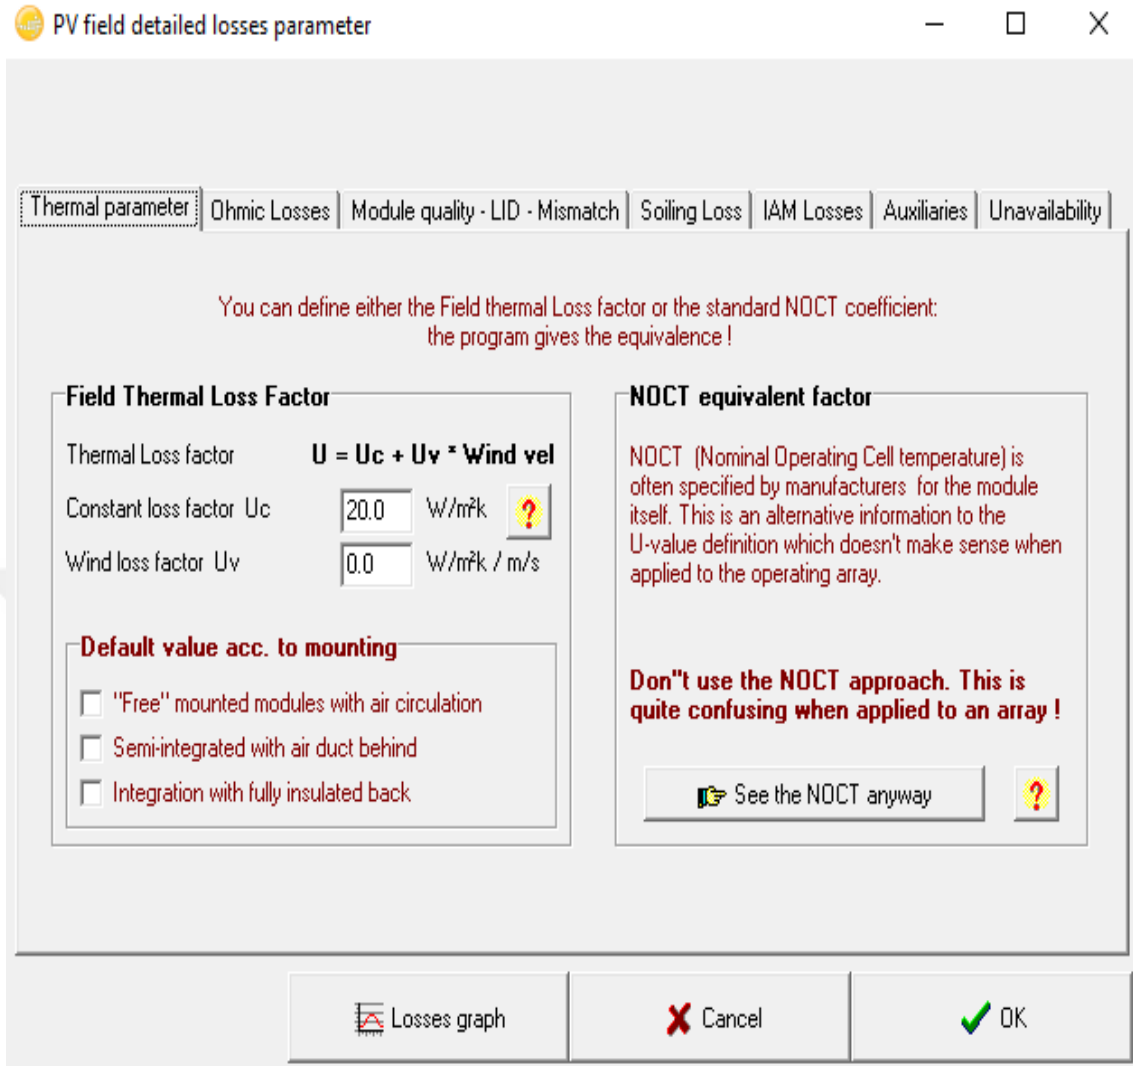 PV field detailed losses parameter
Thermal parameter
Ohmic Losses
Module quality - LID - Mismatch
Soiling Loss
IAM Losses
Auxiliaries
Unavailability
You can define either the Field thermal Loss factor or the standard NOCT coefficient:
the program gives the equivalence !
Field Thermal Loss Factor
Thermal Loss factor U = Uc + Uv * Wind vel
Constant loss factor Uc 20.0 W/m²k ?
Wind loss factor Uv 0.0 W/m²k / m/s
Default value acc. to mounting
"Free" mounted modules with air circulation
Semi-integrated with air duct behind
Integration with fully insulated back
NOCT equivalent factor
NOCT (Nominal Operating Cell temperature) is
often specified by manufacturers for the module
itself. This is an alternative information to the
U-value definition which doesn't make sense when
applied to the operating array.
Don"t use the NOCT approach. This is
quite confusing when applied to an array !
See the NOCT anyway ?
Losses graph
Cancel
OK